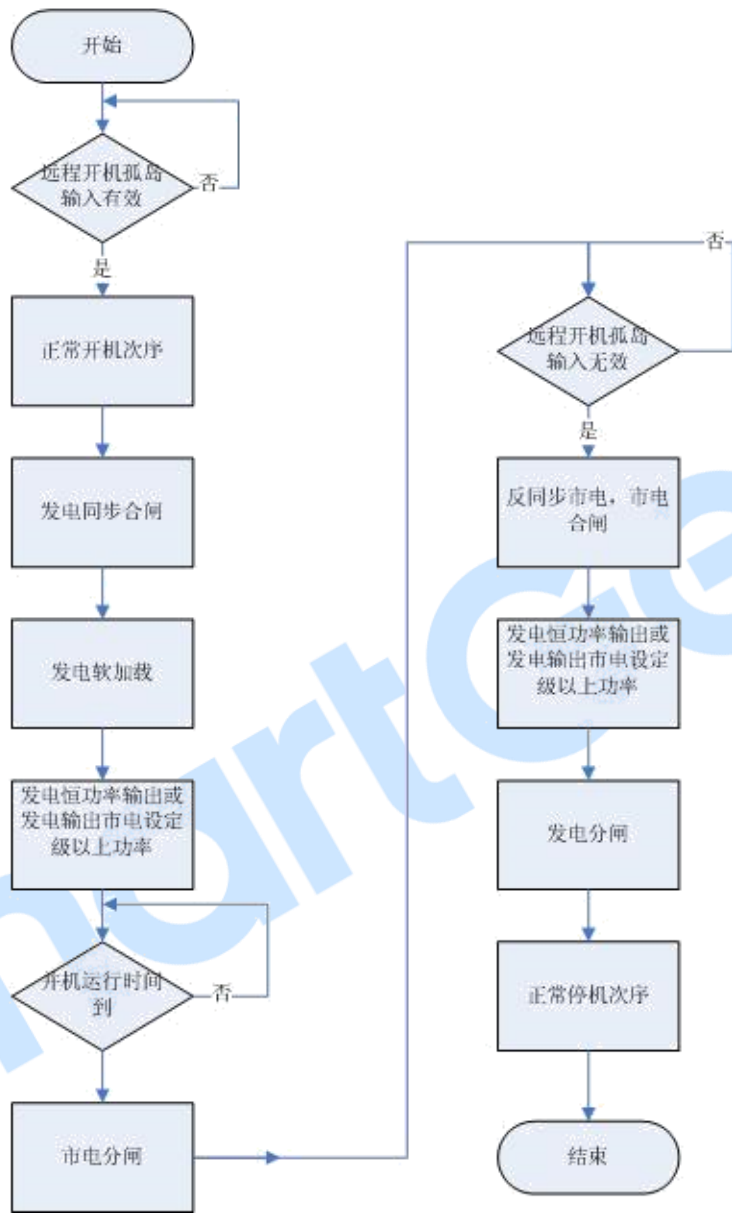 开始
远程开机孤岛
输入有效
否
是
正常开机次序
发电同步合闸
发电软加载
发电恒功率输出或
发电输出市电设定
级以上功率
并机运行时间
到
否
市电分闸
否
远程开机孤岛
输入无效
是
反同步市电，市电
合闸
发电恒功率输出或
发电输出市电设定
级以上功率
发电分闸
正常停机次序
结束